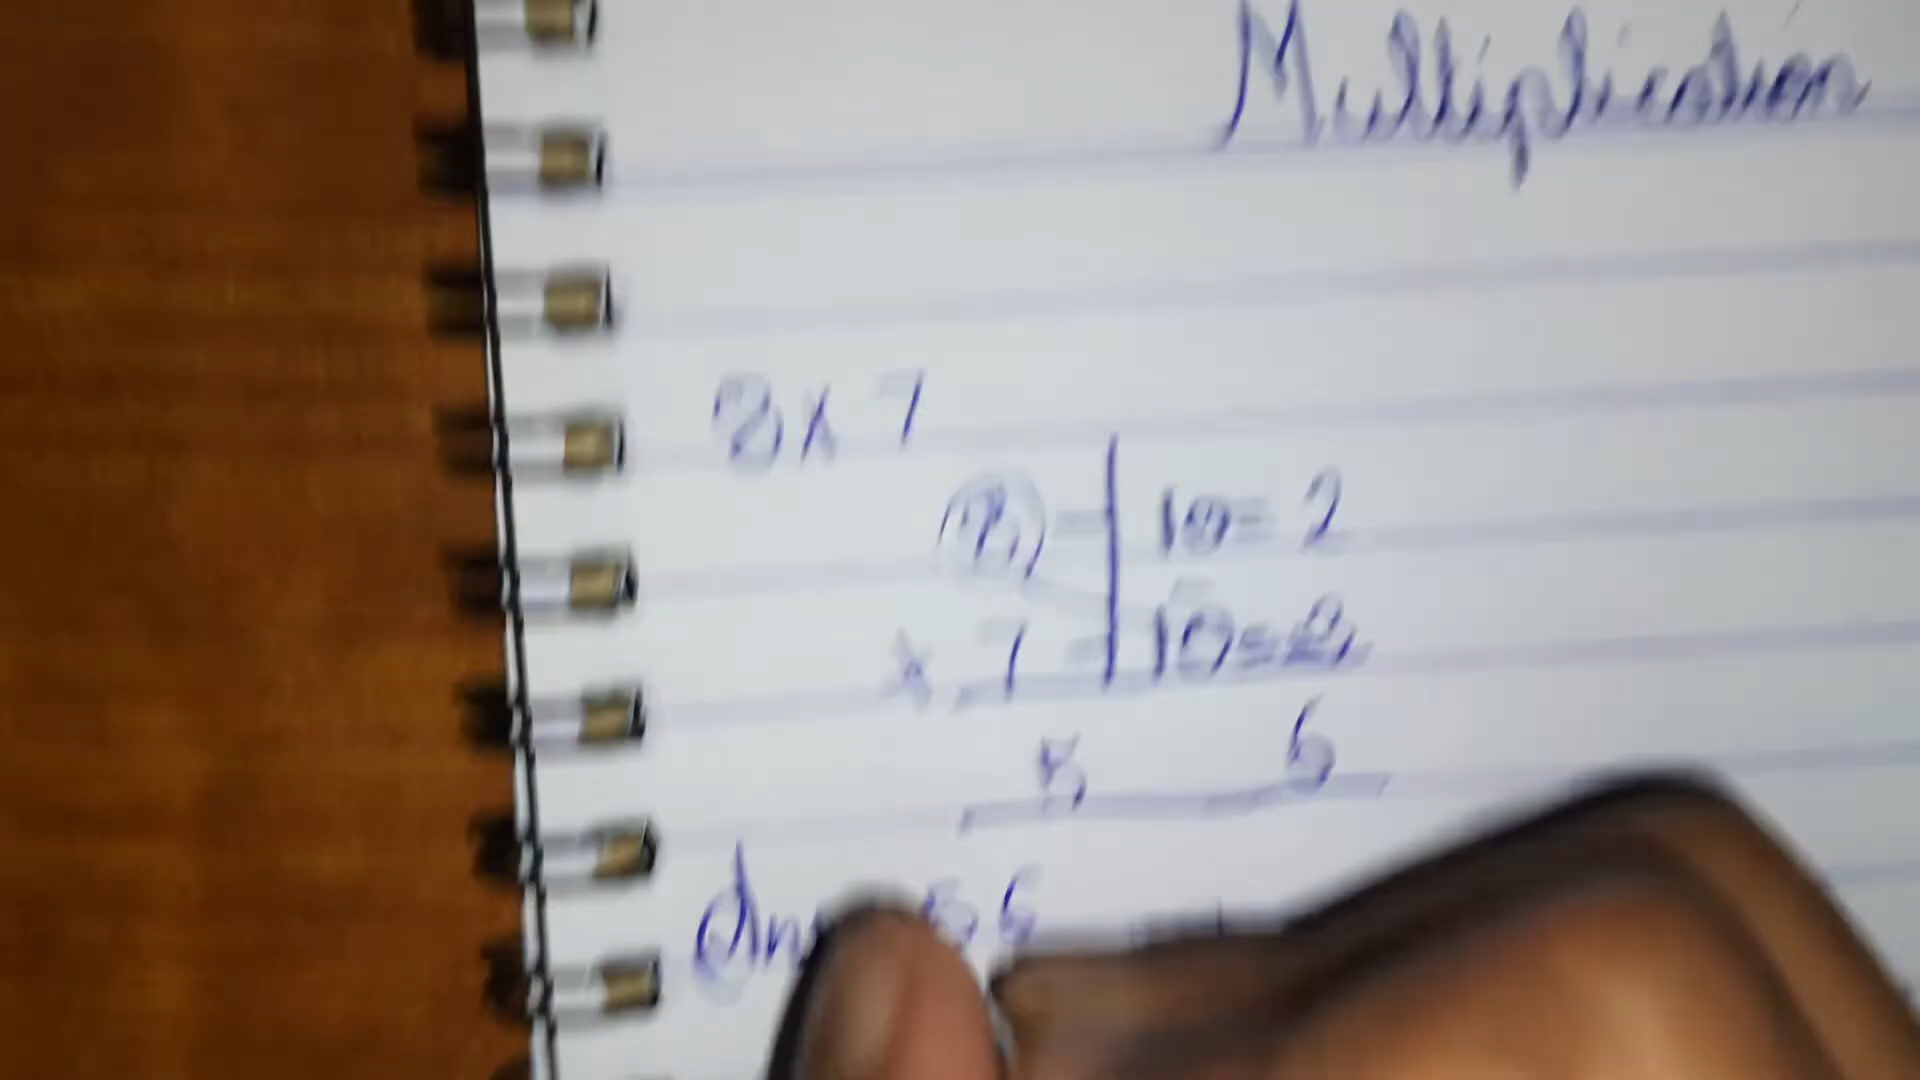 Multiplication
8 x 7
8 - | 10 = 2
x 7 - | 10 = 3
5 6
Ans 56